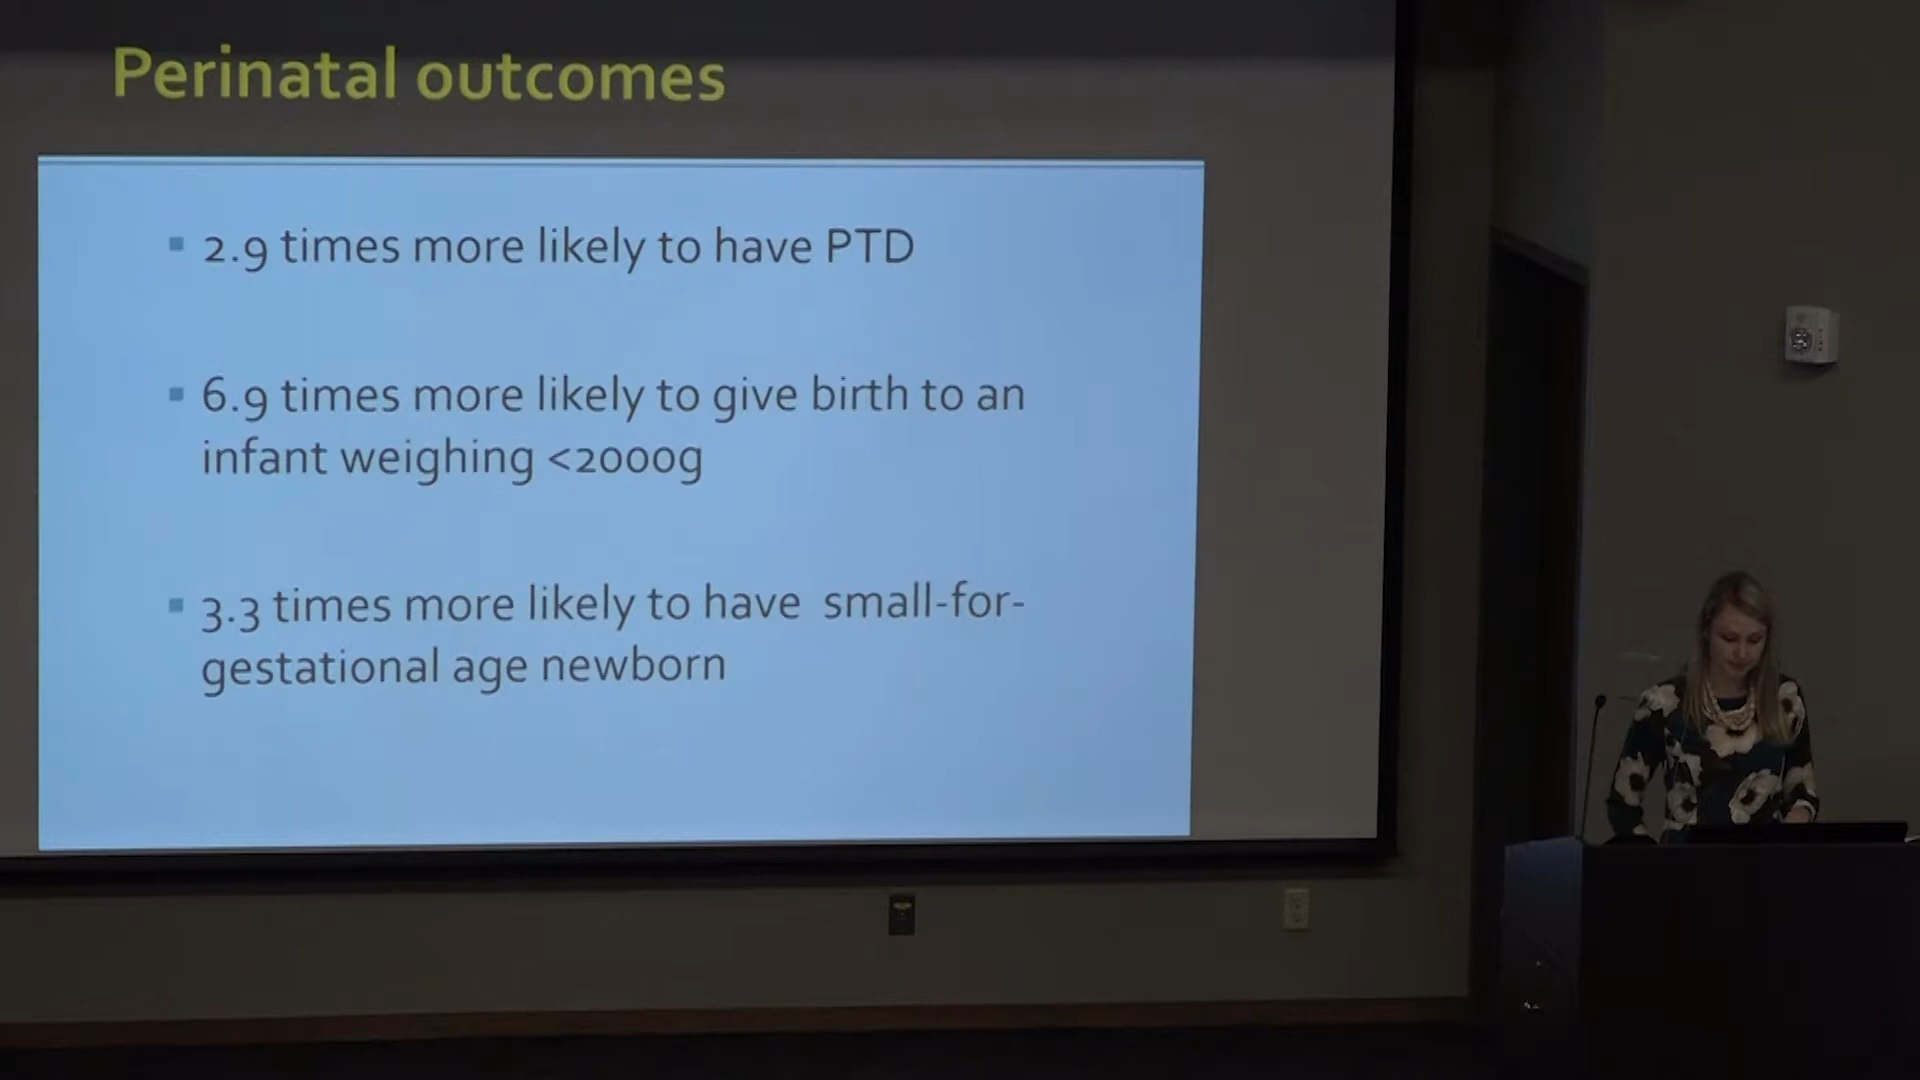 Perinatal outcomes
▪ 2.9 times more likely to have PTD
▪ 6.9 times more likely to give birth to an
infant weighing <2000g
▪ 3.3 times more likely to have small-for-
gestational age newborn